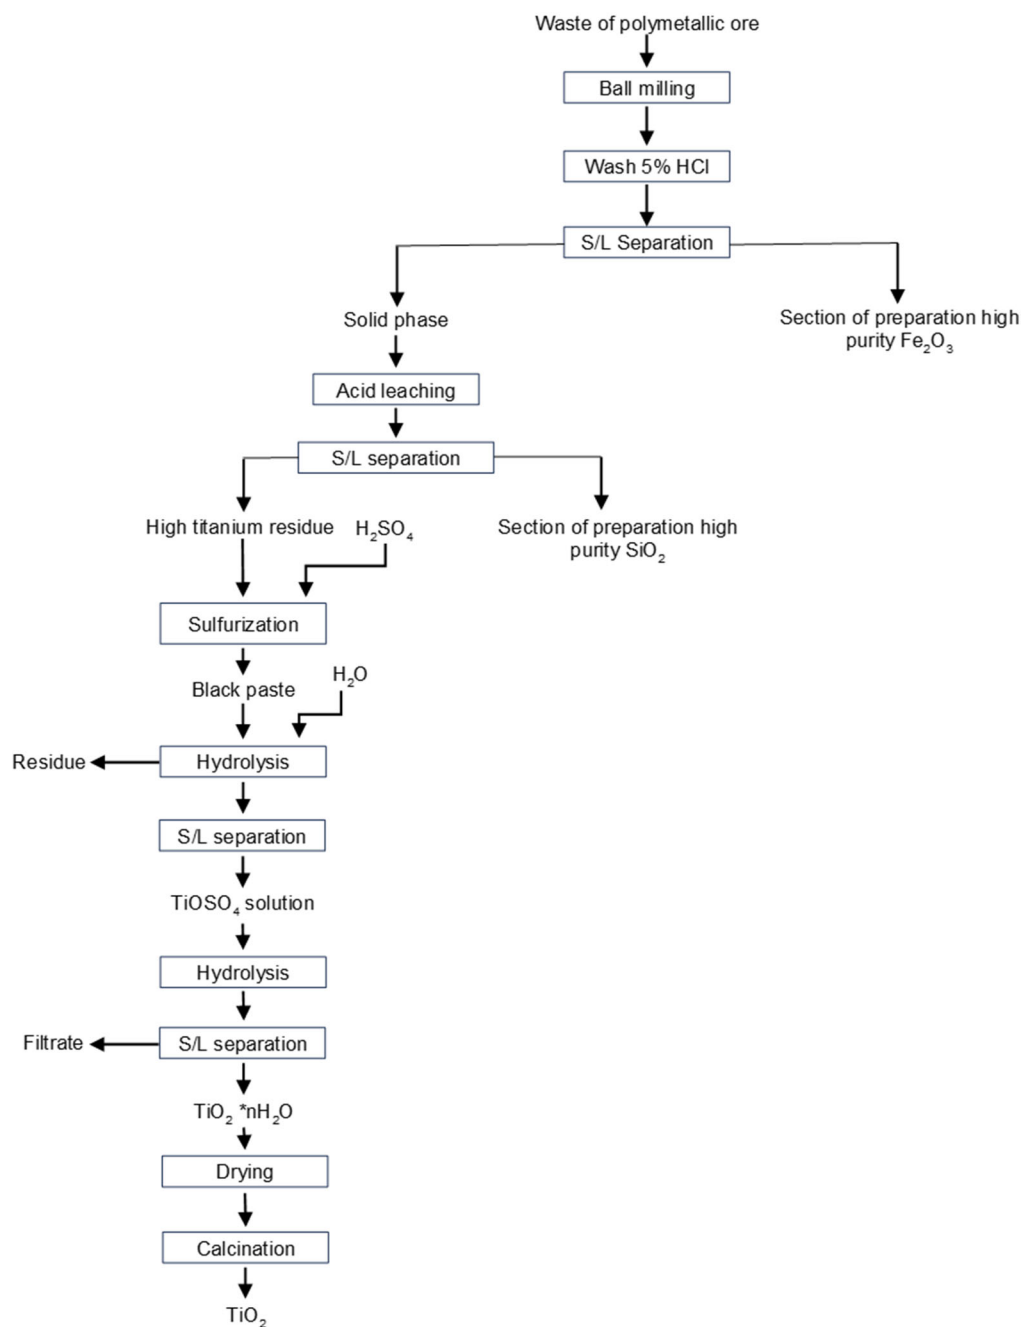 Waste of polymetallic ore
Ball milling
Wash 5% HCl
S/L Separation
Solid phase
Section of preparation high
purity Fe₂O₃
Acid leaching
S/L separation
High titanium residue
H₂SO₄
Section of preparation high
purity SiO₂
Sulfurization
Black paste
H₂O
Residue
Hydrolysis
S/L separation
TiOSO₄ solution
Hydrolysis
Filtrate
S/L separation
TiO₂ *nH₂O
Drying
Calcination
TiO₂